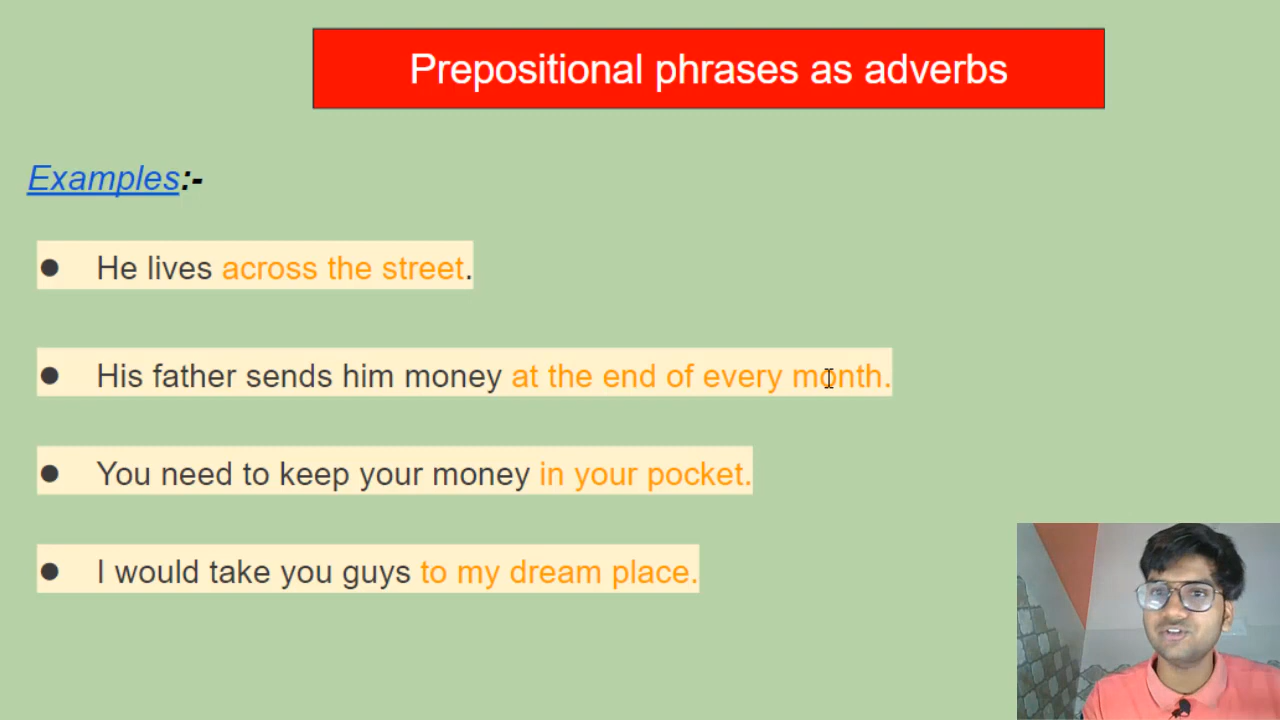 Prepositional phrases as adverbs
Examples:-
● He lives across the street.
● His father sends him money at the end of every month.
● You need to keep your money in your pocket.
● I would take you guys to my dream place.